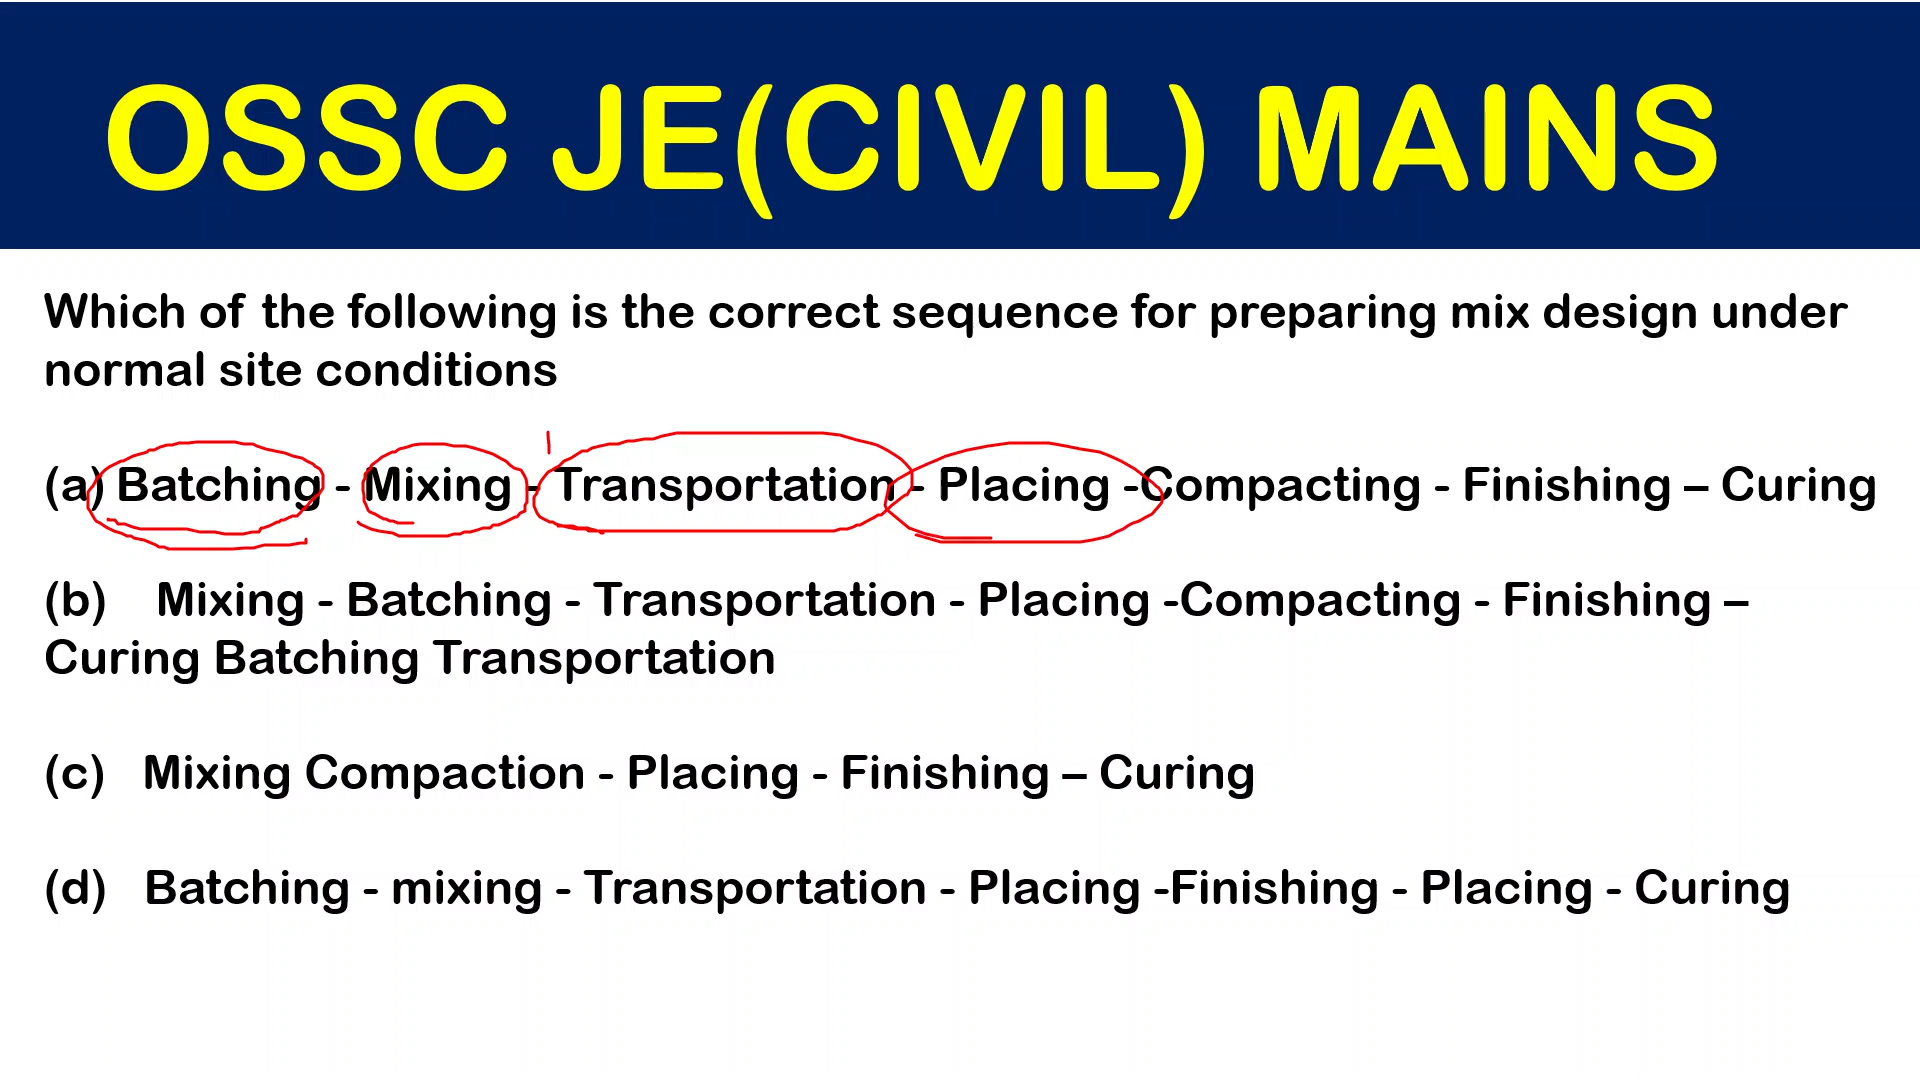 OSSC JE(CIVIL) MAINS
Which of the following is the correct sequence for preparing mix design under
normal site conditions
(a) Batching - Mixing - Transportation - Placing -Compacting - Finishing – Curing
(b) Mixing - Batching - Transportation - Placing -Compacting - Finishing –
Curing Batching Transportation
(c) Mixing Compaction - Placing - Finishing – Curing
(d) Batching - mixing - Transportation - Placing -Finishing - Placing - Curing